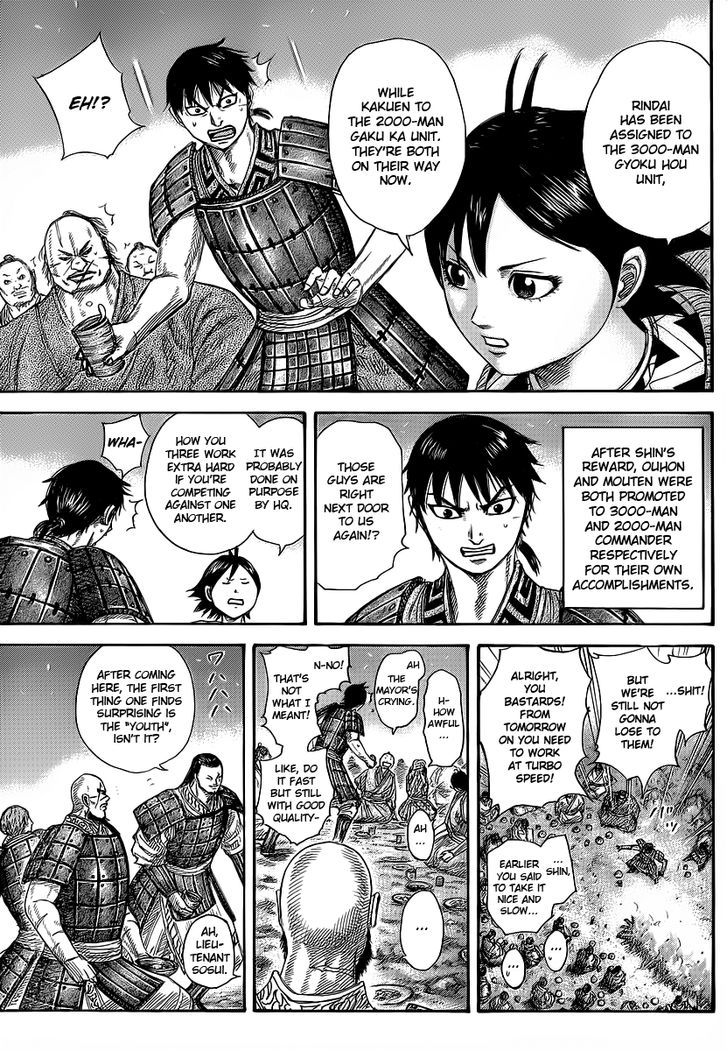 RINDAI
HAS BEEN
ASSIGNED
TO THE
3000-MAN
GYOKU HOU
UNIT,
WHILE
KAKUEN
TO THE
2000-MAN
GAKU KA UNIT.
THEY'RE BOTH
ON THEIR WAY
NOW.
EH!?
AFTER SHIN'S
REWARD, OUHON
AND MOUTEN WERE
BOTH PROMOTED
TO 3000-MAN
AND 2000-MAN
COMMANDER
RESPECTIVELY
FOR THEIR OWN
ACCOMPLISHMENTS.
THOSE
GUYS ARE
RIGHT
NEXT DOOR
TO US
AGAIN!?
IT WAS
PROBABLY
DONE ON
PURPOSE
BY HQ.
HOW YOU
THREE WORK
EXTRA HARD
IF YOU'RE
COMPETING
AGAINST ONE
ANOTHER.
WHA-
...SHIT!
BUT
WE'RE
STILL NOT
GONNA
LOSE TO
THEM!
ALRIGHT,
YOU
BASTARDS!
FROM
TOMORROW
ON YOU NEED
TO WORK
AT TURBO
SPEED!
...
SHIN,
EARLIER
YOU SAID
TO TAKE IT
NICE AND
SLOW...
...
...
H-
HOW
AWFUL
...
AH
THE
MAYOR'S
CRYING.
N-NO!
THAT'S
NOT
WHAT I
MEANT!
LIKE, DO IT
FAST BUT
STILL
WITH GOOD
QUALITY-
AH
...
...
ワハハハ
AFTER COMING
HERE, THE FIRST
THING ONE FINDS
SURPRISING IS
THE "YOUTH",
ISN'T IT?
AH,
LIEU-
TENANT
SOSUI.